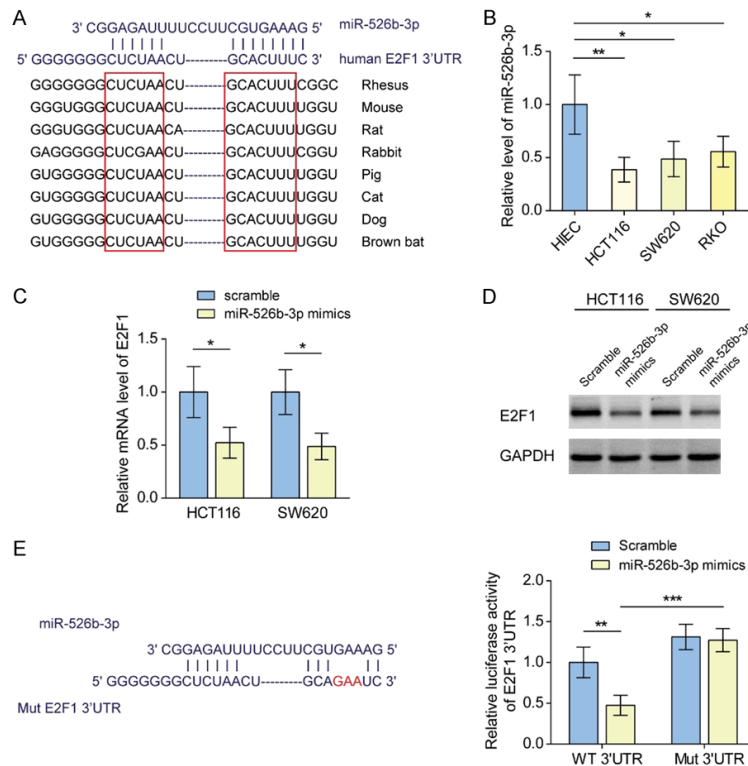 A
3' CGGAGAUUUUCCUUCGUGAAAG 5' miR-526b-3p
5' GGGGGGGCUCUAACU---------GCACUUUC 3' human E2F1 3'UTR
GGGGGGGCUCUAACU---------GCACUUUCGGC Rhesus
GGGUGGGCUCUAACU---------GCACUUUUGGU Mouse
GGGUGGGCUCUAACA---------GCACUUUUGGU Rat
GAGGGGGCUCGAACU---------GCACUUUCGGU Rabbit
GUGGGGGCUCUAACU---------GCACUUUUGGU Pig
GUGGGGGCUCUAACU---------GCACUUUUGGU Cat
GUGGGGGCUCUAACU---------GCACUUUUGGU Dog
GUGGGGGCUCUAACU---------GCACUUUUGGU Brown bat
B
Relative level of miR-526b-3p
1.5
1.0
0.5
0.0
*
*
**
HIEC HCT116 SW620 RKO
C
scramble
miR-526b-3p mimics
Relative mRNA level of E2F1
1.5
1.0
0.5
0.0
* *
HCT116 SW620
D
HCT116 SW620
Scramble miR-526b-3p mimics Scramble miR-526b-3p mimics
E2F1
GAPDH
E
miR-526b-3p
3' CGGAGAUUUUCCUUCGUGAAAG 5'
5' GGGGGGGCUCUAACU---------GCAGAAUC 3'
Mut E2F1 3'UTR
Scramble
miR-526b-3p mimics
Relative luciferase activity
of E2F1 3'UTR
2.0
1.5
1.0
0.5
0.0
** ***
WT 3'UTR Mut 3'UTR